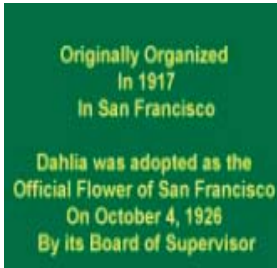 Originally Organized
In 1917
In San Francisco
Dahlia was adopted as the
Official Flower of San Francisco
On October 4, 1926
By its Board of Supervisor